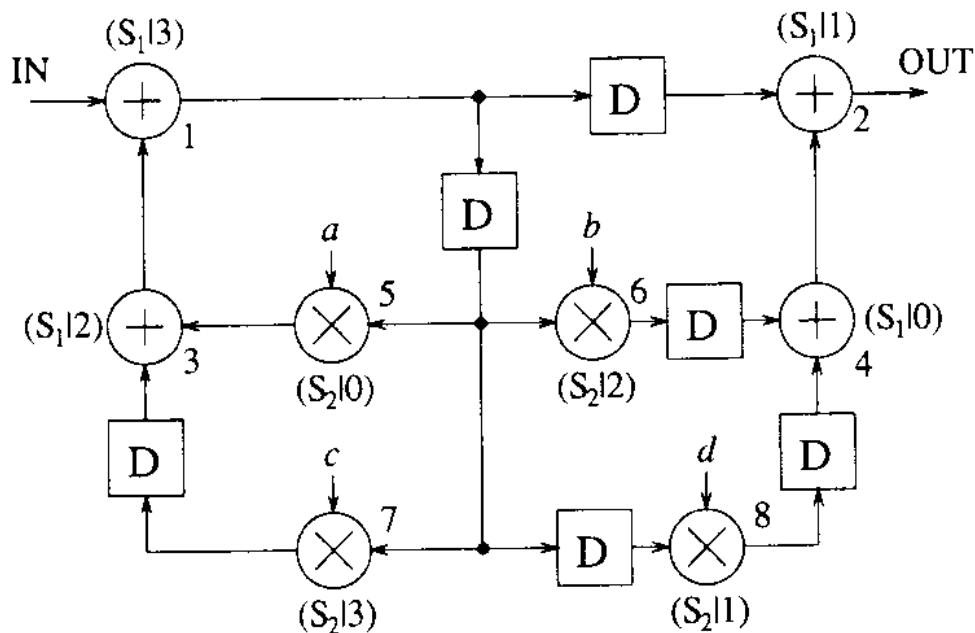 (S₁|3) (S₁|1)
IN + D + OUT
1 2
D
a b
(S₁|2) + × 5 × 6 D + (S₁|0)
3 (S₂|0) (S₂|2) 4
D c d D
× 7 D × 8
(S₂|3) (S₂|1)